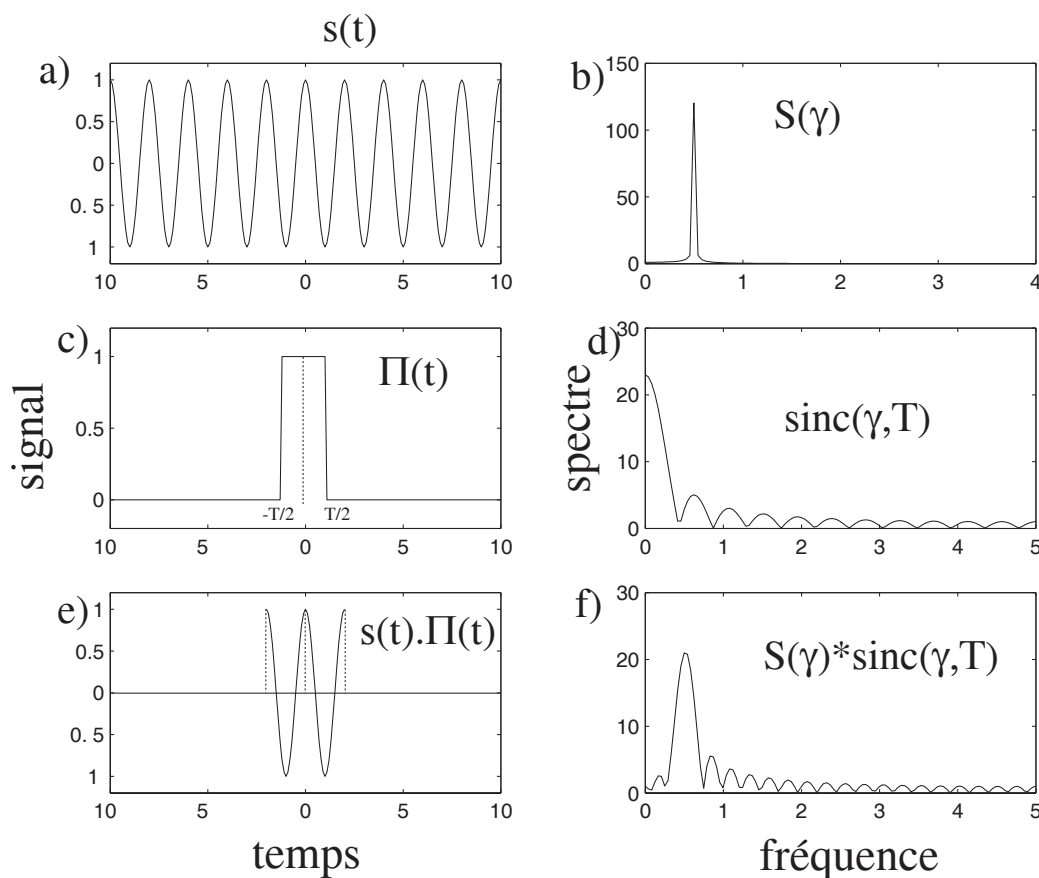 s(t)
a)
1
0.5
0
0. 5
1
10 5 0 5 10
b)
S(γ)
150
100
50
0
0 1 2 3 4
c)
Π(t)
1
0.5
0
-T/2 T/2
10 5 0 5 10
signal
d)
sinc(γ,T)
30
20
10
0
0 1 2 3 4 5
spectre
e)
s(t).Π(t)
1
0.5
0
0. 5
1
10 5 0 5 10
temps
f)
S(γ)*sinc(γ,T)
30
20
10
0
0 1 2 3 4 5
fréquence